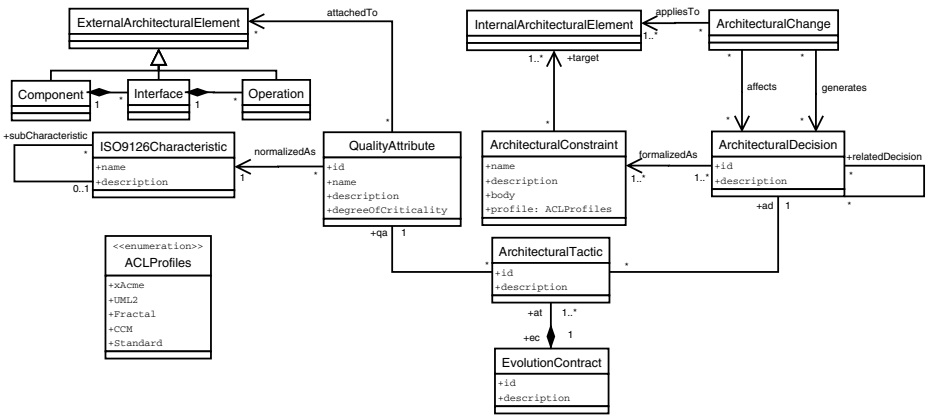 ExternalArchitecturalElement
attachedTo
*
InternalArchitecturalElement
appliesTo
1..*
*
ArchitecturalChange
1..*
+target
*
*
affects
generates
Component
1
*
Interface
1
*
Operation
*
*
*
*
+subCharacteristic
*
0..1
ISO9126Characteristic
+name
+description
normalizedAs
1
*
QualityAttribute
+id
+name
+description
+degreeOfCriticality
ArchitecturalConstraint
+name
+description
+body
+profile: ACLProfiles
formalizedAs
1..*
1..*
ArchitecturalDecision
+id
+description
+relatedDecision
*
*
+ad
1
+qa
1
<<enumeration>>
ACLProfiles
+xAcme
+UML2
+Fractal
+CCM
+Standard
*
ArchitecturalTactic
+id
+description
*
+at
1..*
+ec
1
EvolutionContract
+id
+description